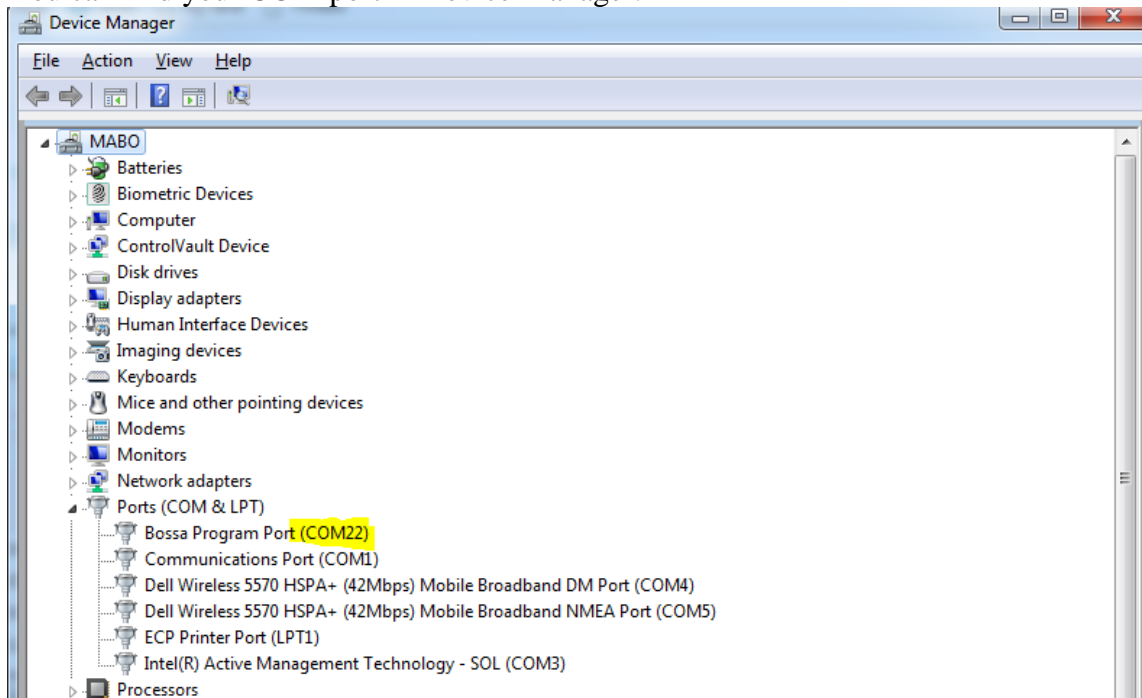 Device Manager
File Action View Help
MABO
Batteries
Biometric Devices
Computer
ControlVault Device
Disk drives
Display adapters
Human Interface Devices
Imaging devices
Keyboards
Mice and other pointing devices
Modems
Monitors
Network adapters
Ports (COM & LPT)
Bossa Program Port (COM22)
Communications Port (COM1)
Dell Wireless 5570 HSPA+ (42Mbps) Mobile Broadband DM Port (COM4)
Dell Wireless 5570 HSPA+ (42Mbps) Mobile Broadband NMEA Port (COM5)
ECP Printer Port (LPT1)
Intel(R) Active Management Technology - SOL (COM3)
Processors